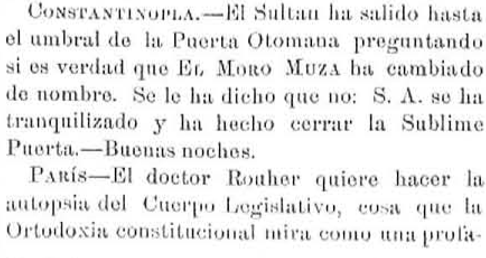 CONSTANTINOPLA.—El Sultan ha salido hasta
el umbral de la Puerta Otomana preguntando
si es verdad que EL MORO MUZA ha cambiado
de nombre. Se le ha dicho que no: S. A. se ha
tranquilizado y ha hecho cerrar la Sublime
Puerta.—Buenas noches.
PARÍS—El doctor Rouher quiere hacer la
autopsia del Cuerpo Legislativo, cosa que la
Ortodoxia constitucional mira como una profa-